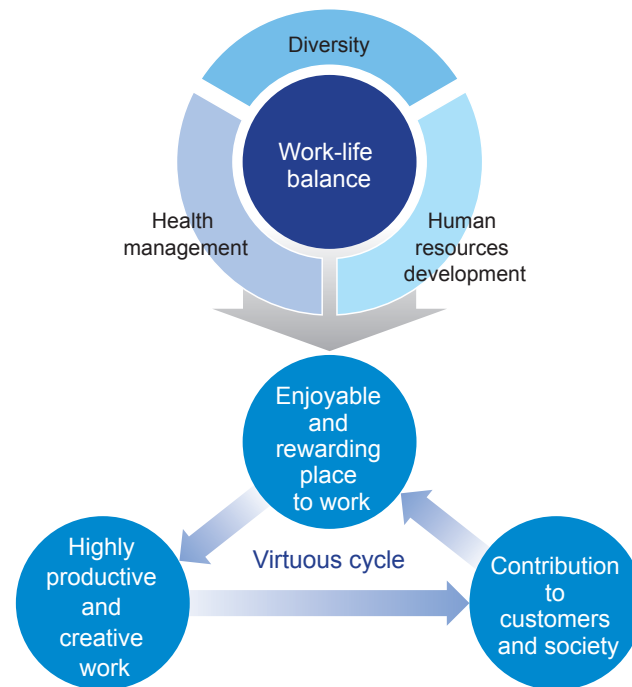 Diversity
Work-life
balance
Health
management
Human
resources
development
Enjoyable
and
rewarding
place
to work
Virtuous cycle
Highly
productive
and
creative
work
Contribution
to
customers
and society